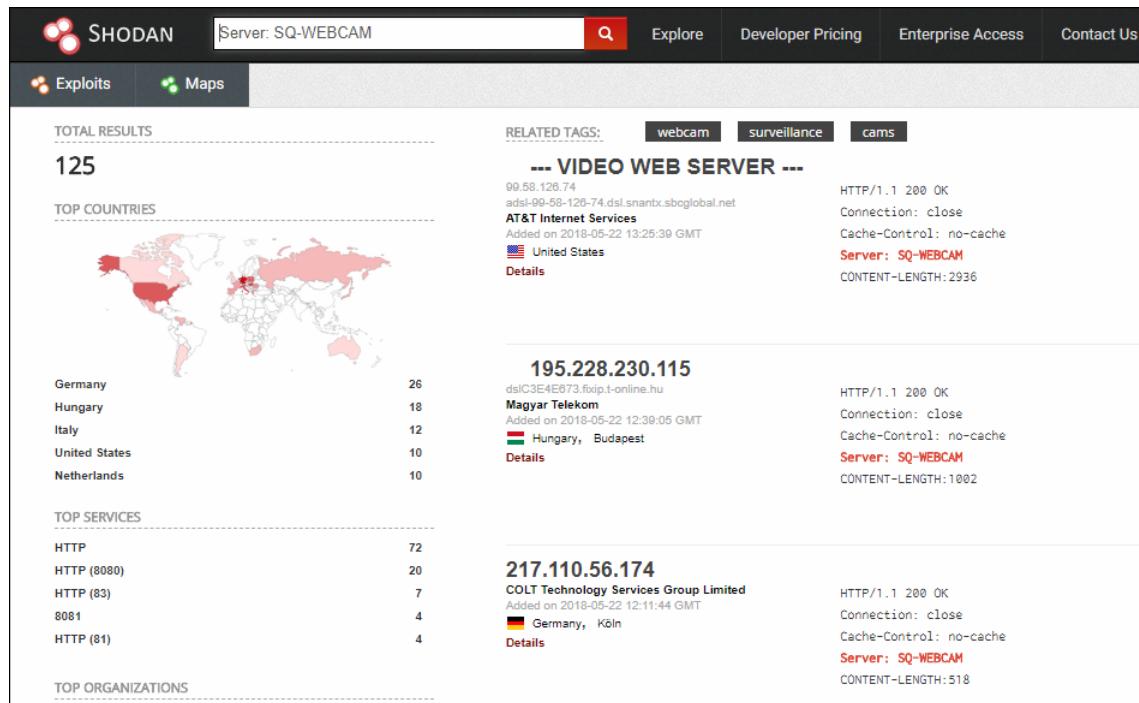 SHODAN
Server: SQ-WEBCAM
Explore
Developer Pricing
Enterprise Access
Contact Us
Exploits
Maps
TOTAL RESULTS
125
TOP COUNTRIES
Germany 26
Hungary 18
Italy 12
United States 10
Netherlands 10
TOP SERVICES
HTTP 72
HTTP (8080) 20
HTTP (83) 7
8081 4
HTTP (81) 4
TOP ORGANIZATIONS
RELATED TAGS: webcam surveillance cams
--- VIDEO WEB SERVER ---
99.58.126.74
adsl-99-58-126-74.dsl.snantx.sbcglobal.net
AT&T Internet Services
Added on 2018-05-22 13:25:39 GMT
United States
Details
HTTP/1.1 200 OK
Connection: close
Cache-Control: no-cache
Server: SQ-WEBCAM
CONTENT-LENGTH:2936
195.228.230.115
dslC3E4E673.fixip.t-online.hu
Magyar Telekom
Added on 2018-05-22 12:39:05 GMT
Hungary, Budapest
Details
HTTP/1.1 200 OK
Connection: close
Cache-Control: no-cache
Server: SQ-WEBCAM
CONTENT-LENGTH:1002
217.110.56.174
COLT Technology Services Group Limited
Added on 2018-05-22 12:11:44 GMT
Germany, Köln
Details
HTTP/1.1 200 OK
Connection: close
Cache-Control: no-cache
Server: SQ-WEBCAM
CONTENT-LENGTH:518